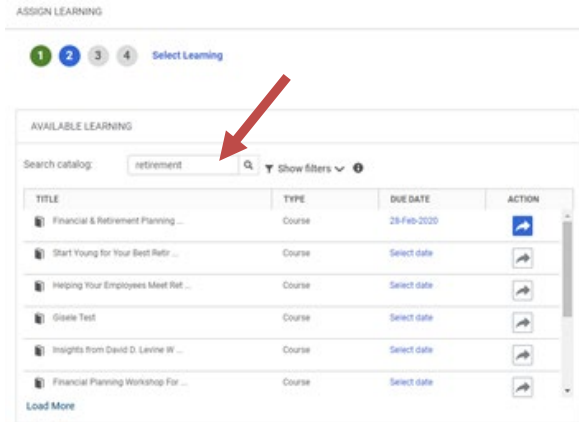 ASSIGN LEARNING
1 2 3 4 Select Learning
AVAILABLE LEARNING
Search catalog: retirement Show filters
TITLE TYPE DUE DATE ACTION
Financial & Retirement Planning ... Course 28-Feb-2020
Start Young for Your Best Retir ... Course Select date
Helping Your Employees Meet Ret ... Course Select date
Gisele Test Course Select date
Insights from David D. Levine W ... Course Select date
Financial Planning Workshop For ... Course Select date
Load More